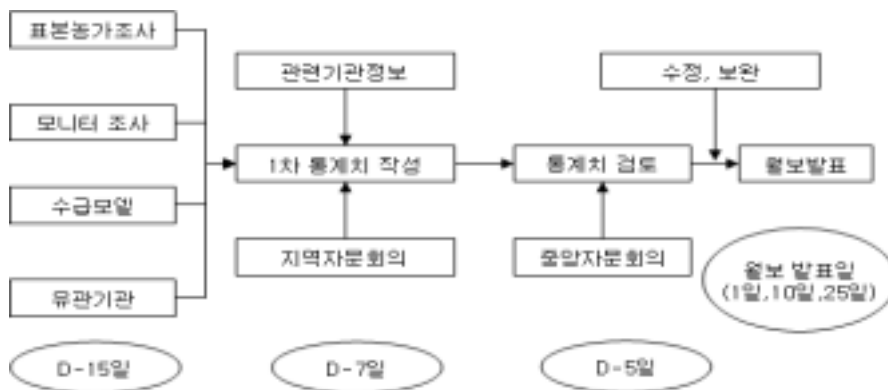 표본농가조사
관련기관정보
수정, 보완
모니터 조사
1차 통계치 작성
통계치 검토
월보발표
수급모델
지역자문회의
중앙자문회의
월보 발표일
(1일,10일,25일)
유관기관
D-15일
D-7일
D-5일